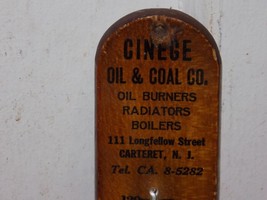 CINEGE
OIL & COAL CO.
OIL BURNERS
RADIATORS
BOILERS
111 Longfellow Street
CARTERET, N. J.
Tel. CA. 8-5282